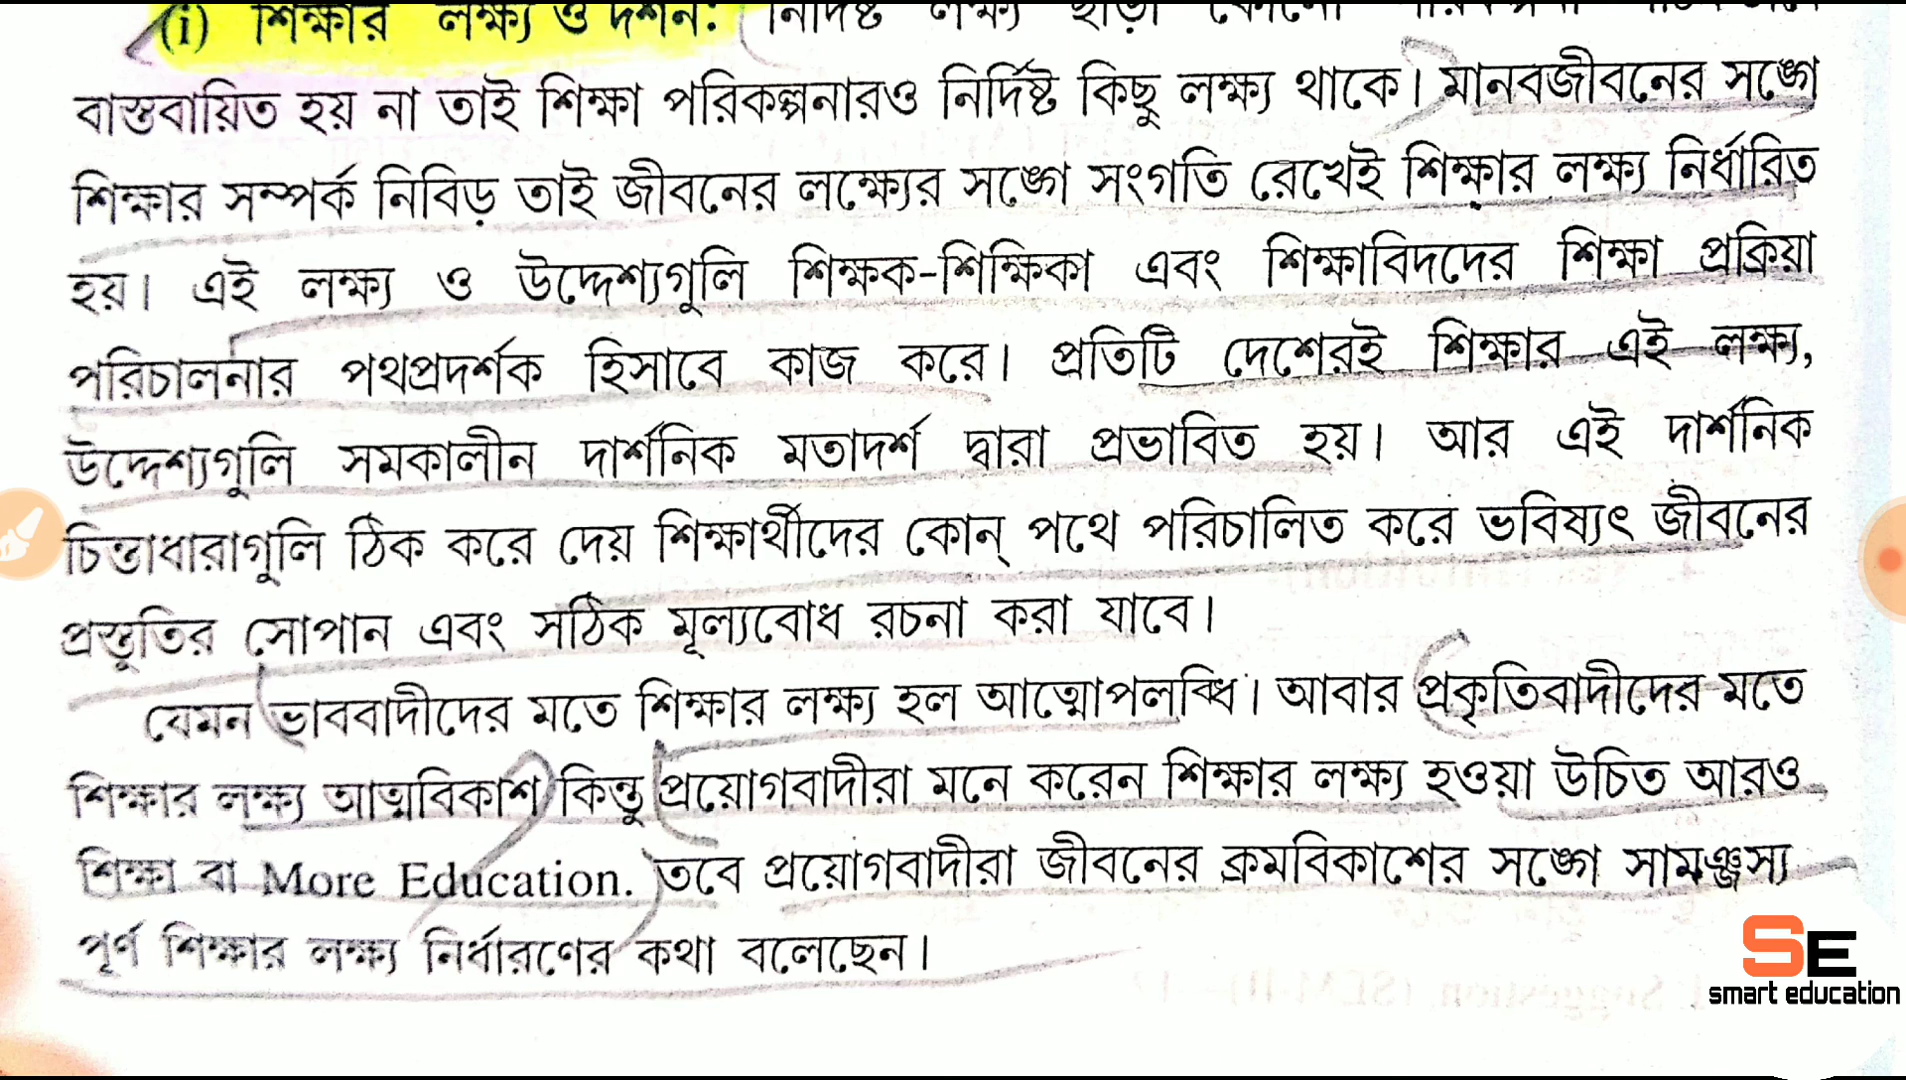 (i) শিক্ষার লক্ষ্য ও দর্শন: নির্দিষ্ট লক্ষ্য ছাড়া কোনো
বাস্তবায়িত হয় না তাই শিক্ষা পরিকল্পনারও নির্দিষ্ট কিছু লক্ষ্য থাকে। মানবজীবনের সঙ্গে
শিক্ষার সম্পর্ক নিবিড় তাই জীবনের লক্ষ্যের সঙ্গে সংগতি রেখেই শিক্ষার লক্ষ্য নির্ধারিত
হয়। এই লক্ষ্য ও উদ্দেশ্যগুলি শিক্ষক-শিক্ষিকা এবং শিক্ষাবিদদের শিক্ষা প্রক্রিয়া
পরিচালনার পথপ্রদর্শক হিসাবে কাজ করে। প্রতিটি দেশেরই শিক্ষার এই লক্ষ্য,
উদ্দেশ্যগুলি সমকালীন দার্শনিক মতাদর্শ দ্বারা প্রভাবিত হয়। আর এই দার্শনিক
চিন্তাধারাগুলি ঠিক করে দেয় শিক্ষার্থীদের কোন্ পথে পরিচালিত করে ভবিষ্যৎ জীবনের
প্রস্তুতির সোপান এবং সঠিক মূল্যবোধ রচনা করা যাবে।
যেমন ভাববাদীদের মতে শিক্ষার লক্ষ্য হল আত্মোপলব্ধি। আবার প্রকৃতিবাদীদের মতে
শিক্ষার লক্ষ্য আত্মবিকাশ কিন্তু প্রয়োগবাদীরা মনে করেন শিক্ষার লক্ষ্য হওয়া উচিত আরও
শিক্ষা বা More Education. তবে প্রয়োগবাদীরা জীবনের ক্রমবিকাশের সঙ্গে সামঞ্জস্য
পূর্ণ শিক্ষার লক্ষ্য নির্ধারণের কথা বলেছেন।
SE
smart education